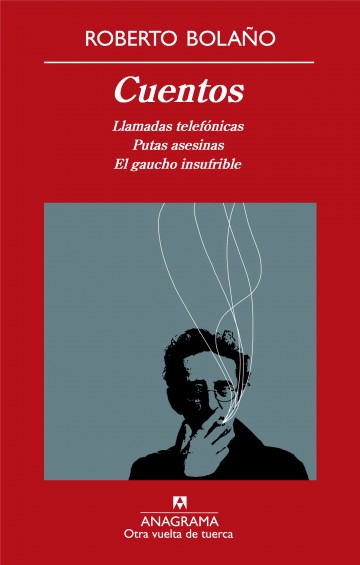 ROBERTO BOLAÑO
Cuentos
Llamadas telefónicas
Putas asesinas
El gaucho insufrible
ANAGRAMA
Otra vuelta de tuerca